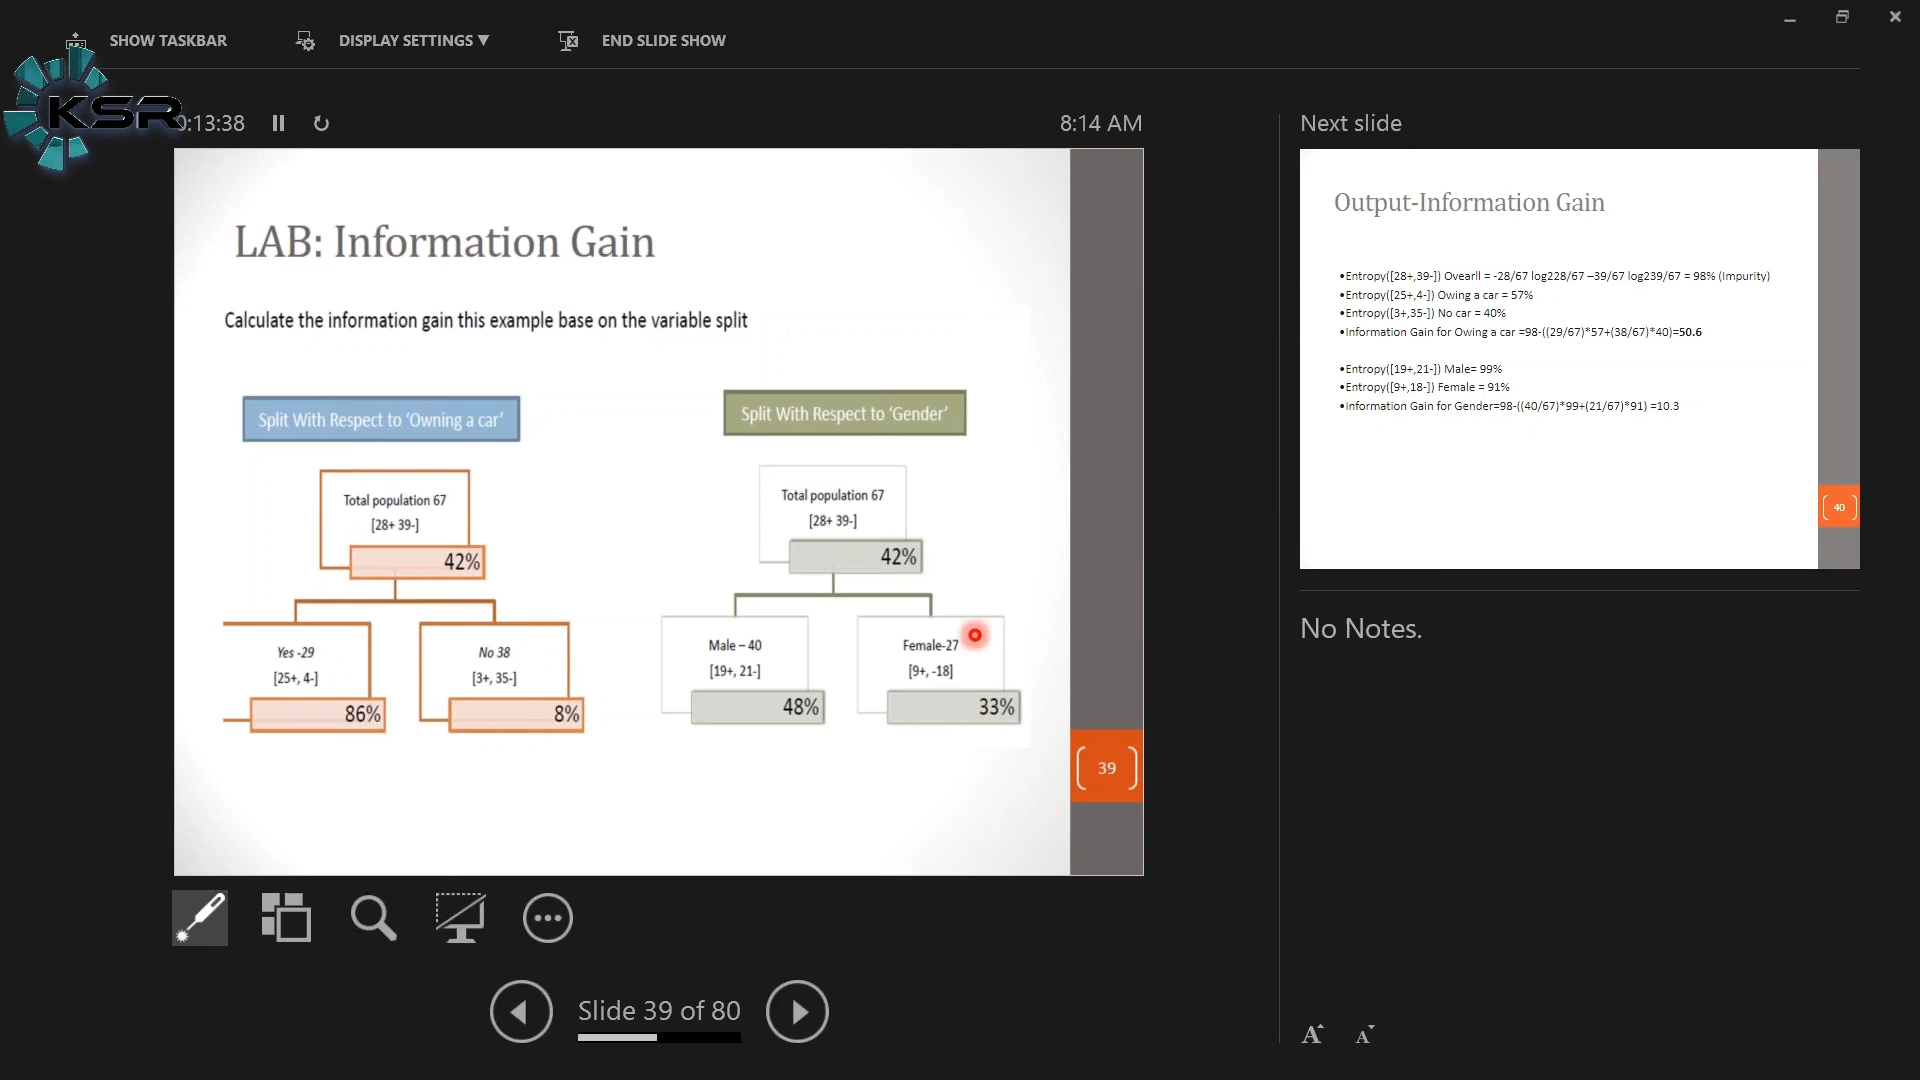 SHOW TASKBAR
DISPLAY SETTINGS ▼
END SLIDE SHOW
KSR
0:13:38
8:14 AM
LAB: Information Gain
Calculate the information gain this example base on the variable split
Split With Respect to ‘Owning a car’
Total population 67
[28+ 39-]
42%
Yes -29
[25+, 4-]
86%
No 38
[3+, 35-]
8%
Split With Respect to ‘Gender’
Total population 67
[28+ 39-]
42%
Male – 40
[19+, 21-]
48%
Female-27
[9+, -18]
33%
39
Next slide
Output-Information Gain
•Entropy([28+,39-]) Ovearll = -28/67 log228/67 –39/67 log239/67 = 98% (Impurity)
•Entropy([25+,4-]) Owing a car = 57%
•Entropy([3+,35-]) No car = 40%
•Information Gain for Owing a car =98-((29/67)*57+(38/67)*40)=50.6
•Entropy([19+,21-]) Male= 99%
•Entropy([9+,18-]) Female = 91%
•Information Gain for Gender=98-((40/67)*99+(21/67)*91) =10.3
40
No Notes.
Slide 39 of 80
A A